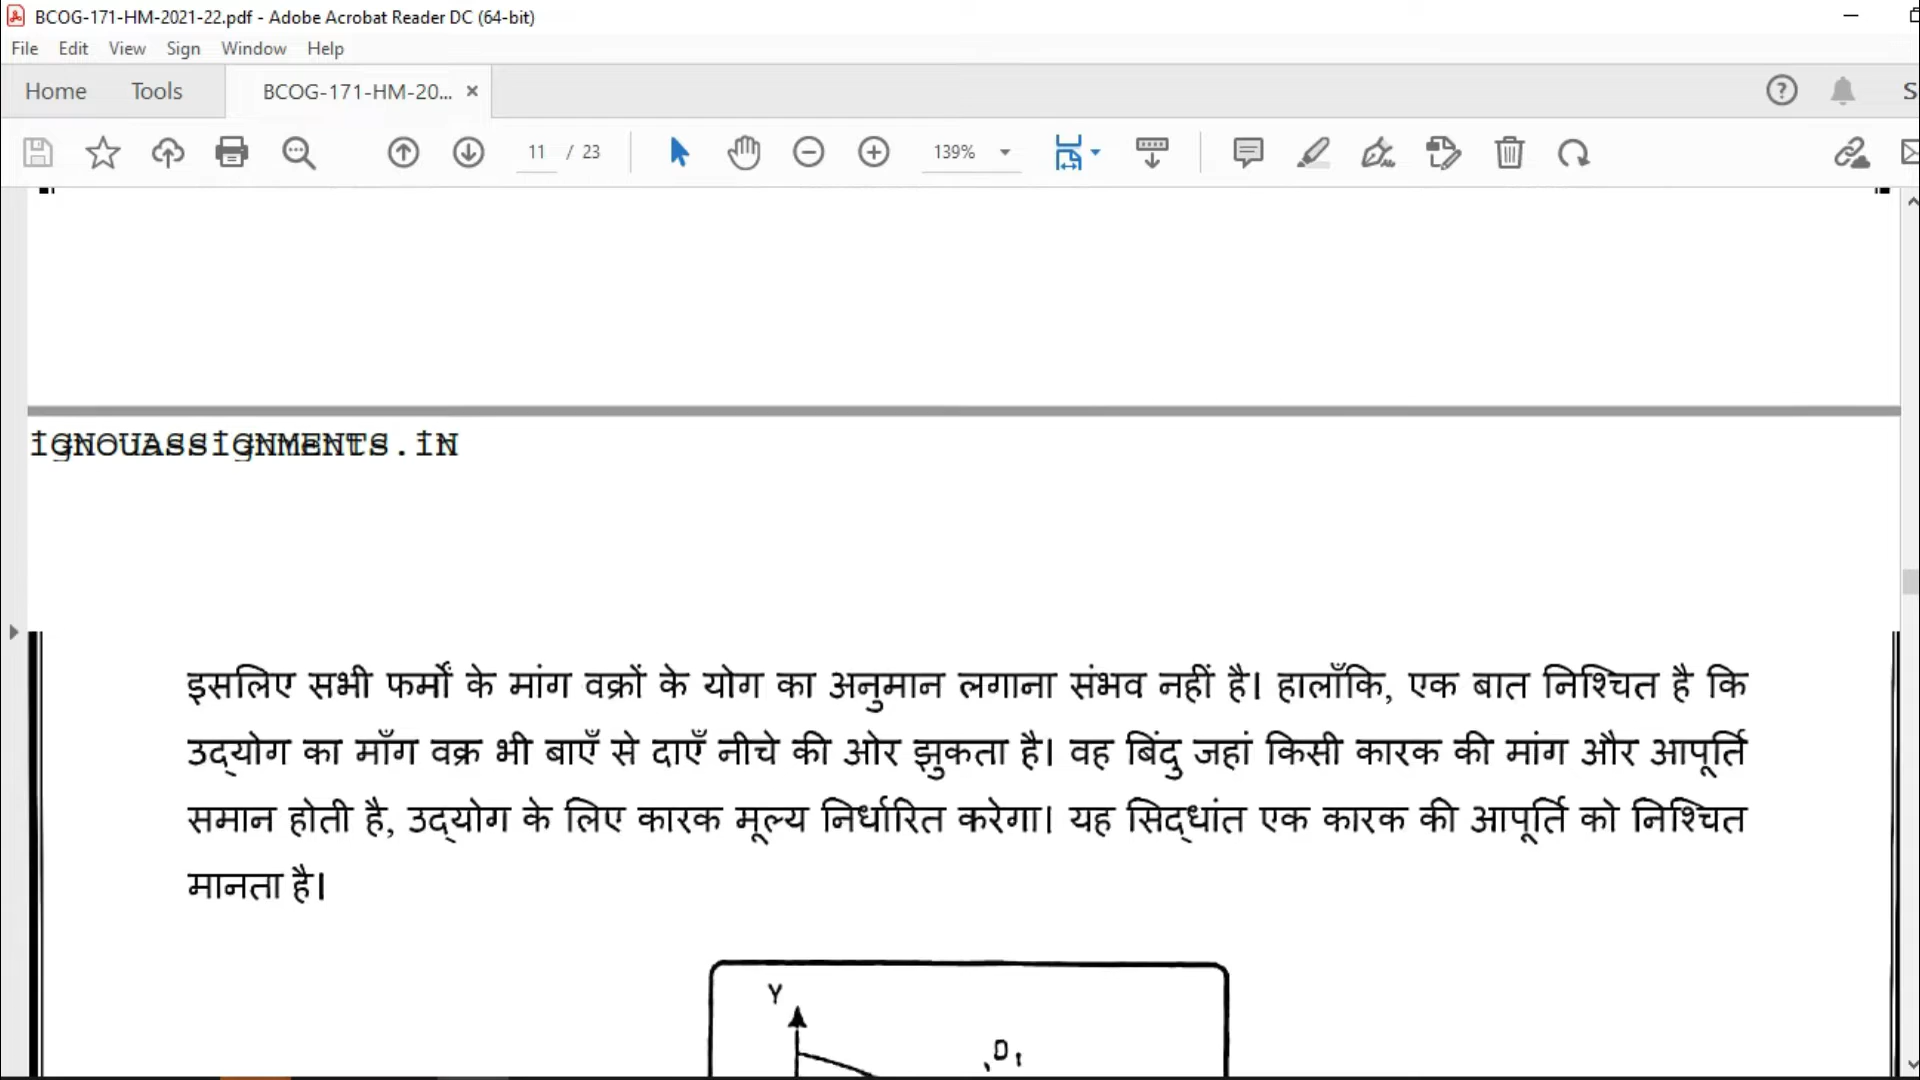 BCOG-171-HM-2021-22.pdf - Adobe Acrobat Reader DC (64-bit)
File Edit View Sign Window Help
Home Tools BCOG-171-HM-20... × ? S
11 / 23 139%
IGNOUASSIGNMENTS.IN
इसलिए सभी फर्मों के मांग वक्रों के योग का अनुमान लगाना संभव नहीं है। हालाँकि, एक बात निश्चित है कि
उद्योग का माँग वक्र भी बाएँ से दाएँ नीचे की ओर झुकता है। वह बिंदु जहां किसी कारक की मांग और आपूर्ति
समान होती है, उद्योग के लिए कारक मूल्य निर्धारित करेगा। यह सिद्धांत एक कारक की आपूर्ति को निश्चित
मानता है।
Y
D1